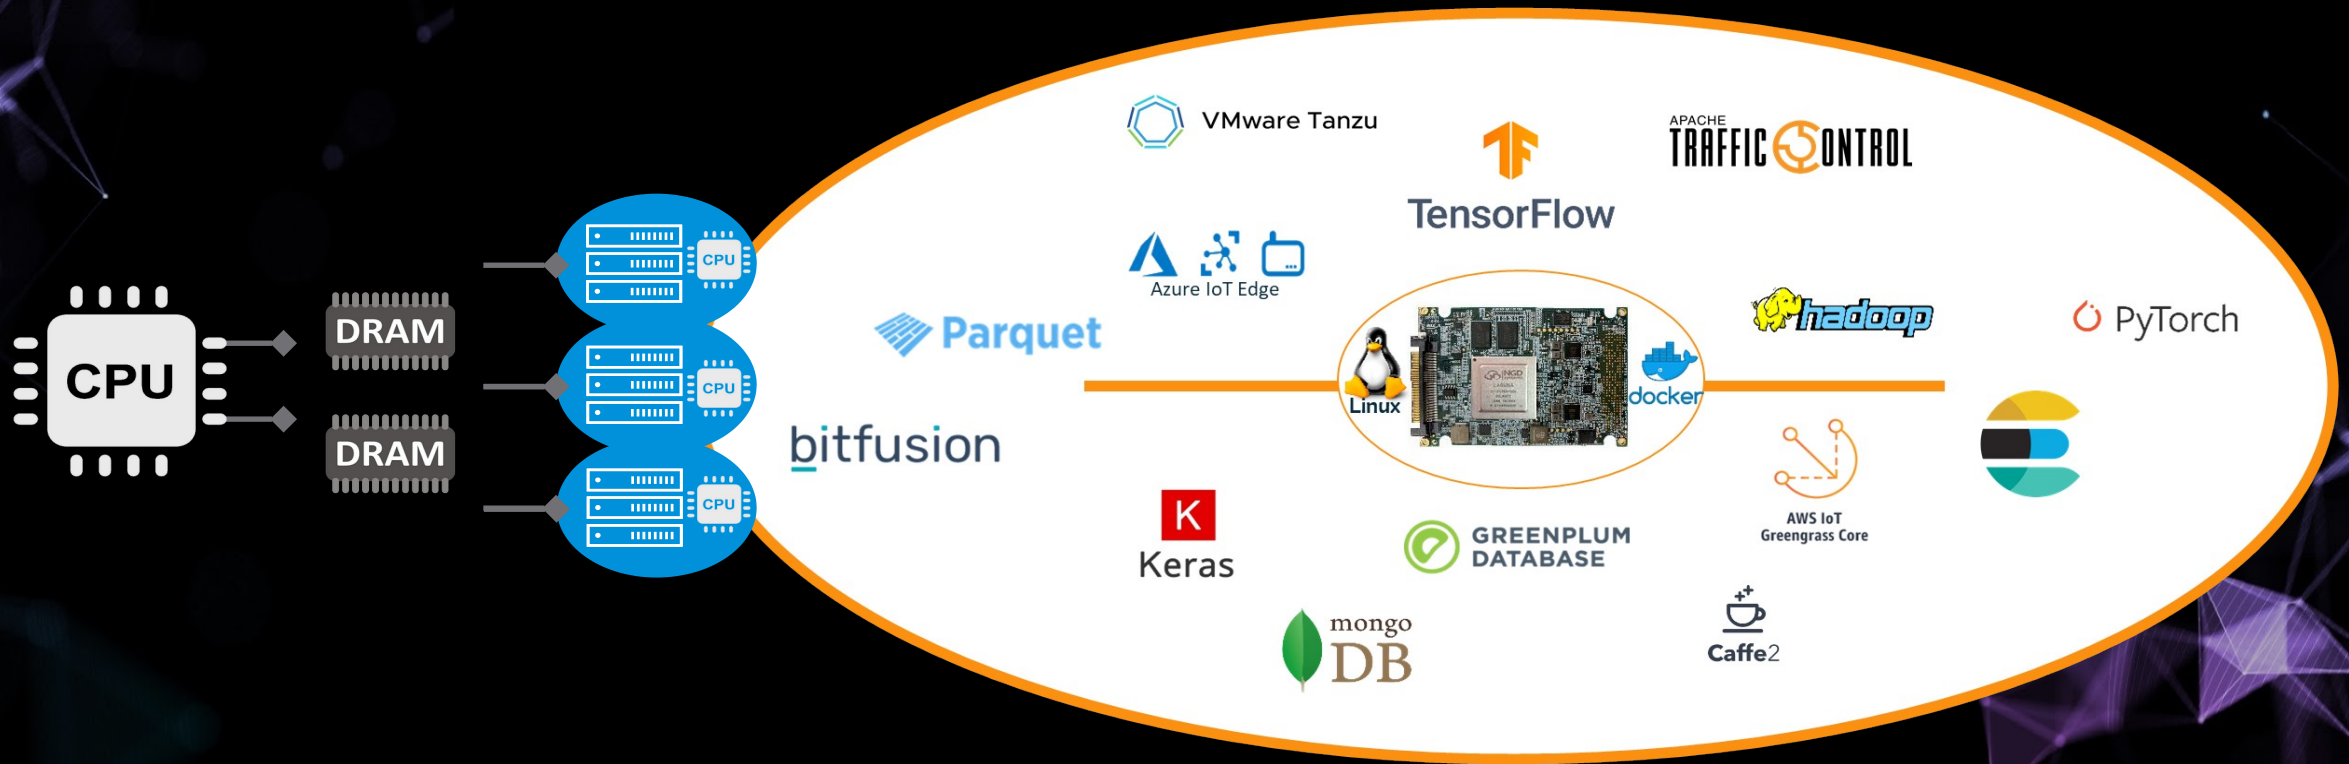 CPU
DRAM
DRAM
CPU
CPU
CPU
VMware Tanzu
TensorFlow
APACHE
TRAFFIC CONTROL
Azure IoT Edge
Parquet
bitfusion
Linux
NGD
docker
hadoop
PyTorch
AWS IoT
Greengrass Core
K
Keras
GREENPLUM
DATABASE
mongo
DB
Caffe2